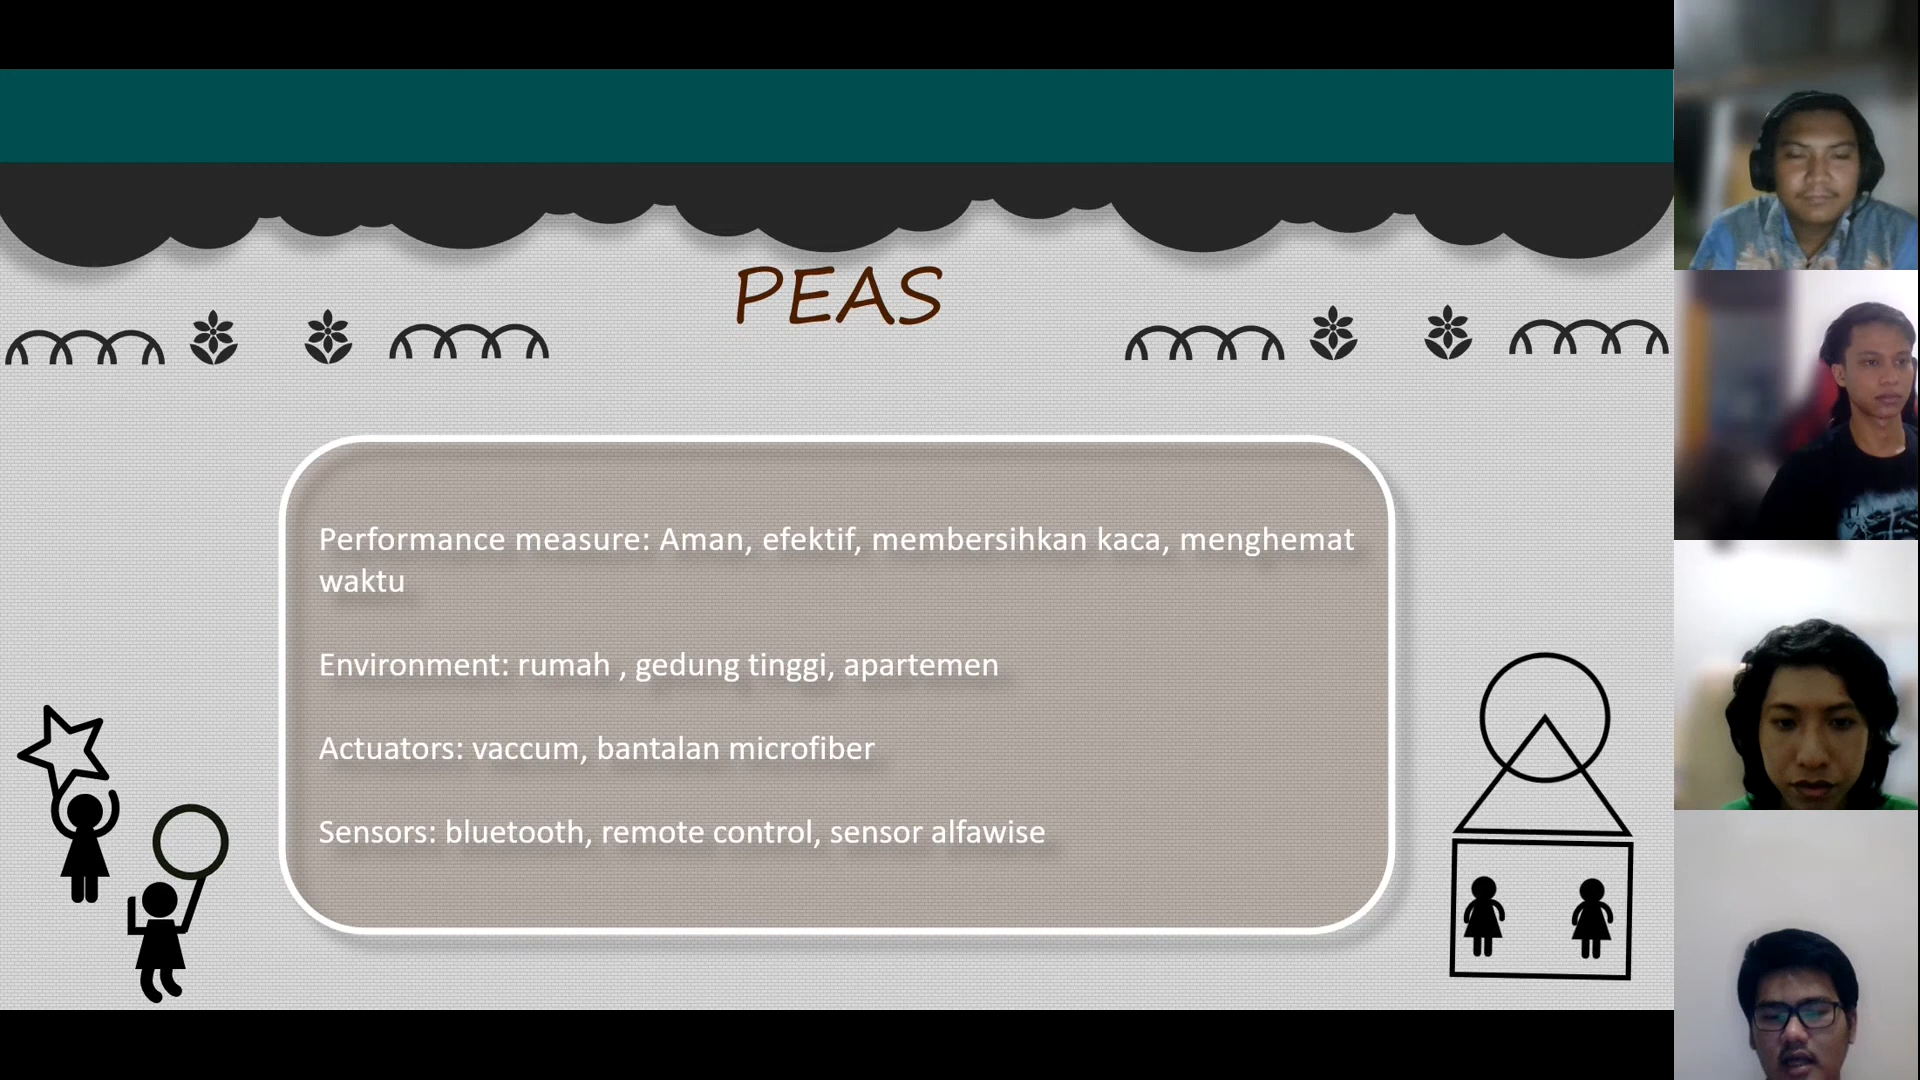 PEAS
Performance measure: Aman, efektif, membersihkan kaca, menghemat
waktu
Environment: rumah , gedung tinggi, apartemen
Actuators: vaccum, bantalan microfiber
Sensors: bluetooth, remote control, sensor alfawise